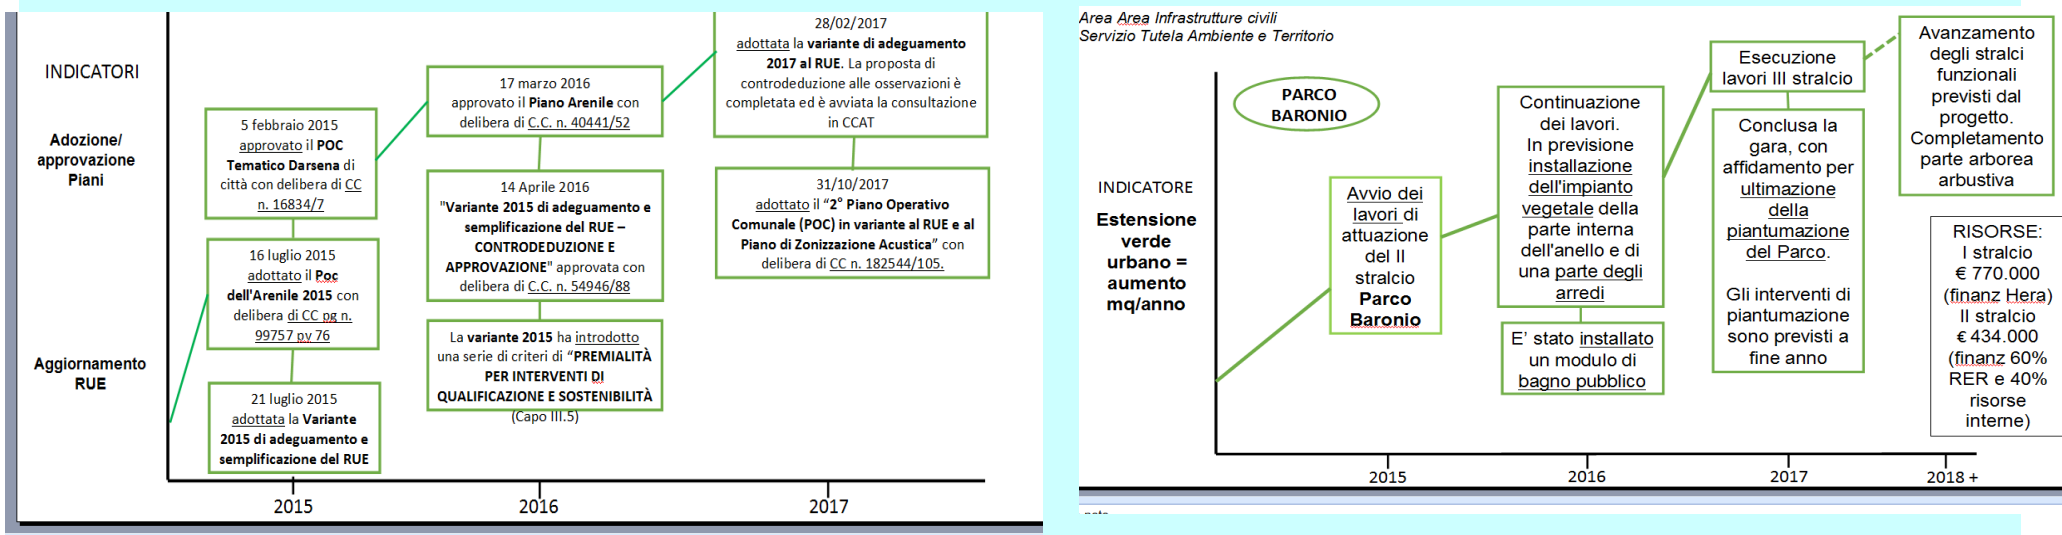 INDICATORI
Adozione/
approvazione
Piani
Aggiornamento
RUE
5 febbraio 2015
approvato il POC
Tematico Darsena di
città con delibera di CC
n. 16834/7
16 luglio 2015
adottato il Poc
dell'Arenile 2015 con
delibera di CC pg n.
99757 pv 76
21 luglio 2015
adottata la Variante
2015 di adeguamento e
semplificazione del RUE
17 marzo 2016
approvato il Piano Arenile con
delibera di C.C. n. 40441/52
14 Aprile 2016
"Variante 2015 di adeguamento e
semplificazione del RUE –
CONTRODEDUZIONE E
APPROVAZIONE" approvata con
delibera di C.C. n. 54946/88
La variante 2015 ha introdotto
una serie di criteri di “PREMIALITÀ
PER INTERVENTI DI
QUALIFICAZIONE E SOSTENIBILITÀ
(Capo III.5)
28/02/2017
adottata la variante di adeguamento
2017 al RUE. La proposta di
controdeduzione alle osservazioni è
completata ed è avviata la consultazione
in CCAT
31/10/2017
adottato il “2° Piano Operativo
Comunale (POC) in variante al RUE e al
Piano di Zonizzazione Acustica” con
delibera di CC n. 182544/105.
2015
2016
2017
Area Area Infrastrutture civili
Servizio Tutela Ambiente e Territorio
PARCO
BARONIO
INDICATORE
Estensione
verde
urbano =
aumento
mq/anno
Avvio dei
lavori di
attuazione
del II
stralcio
Parco
Baronio
Continuazione
dei lavori.
In previsione
installazione
dell'impianto
vegetale della
parte interna
dell'anello e di
una parte degli
arredi
E’ stato installato
un modulo di
bagno pubblico
Esecuzione
lavori III stralcio
Conclusa la
gara, con
affidamento per
ultimazione
della
piantumazione
del Parco.
Gli interventi di
piantumazione
sono previsti a
fine anno
Avanzamento
degli stralci
funzionali
previsti dal
progetto.
Completamento
parte arborea
arbustiva
RISORSE:
I stralcio
€ 770.000
(finanz Hera)
II stralcio
€ 434.000
(finanz 60%
RER e 40%
risorse
interne)
2015
2016
2017
2018 +